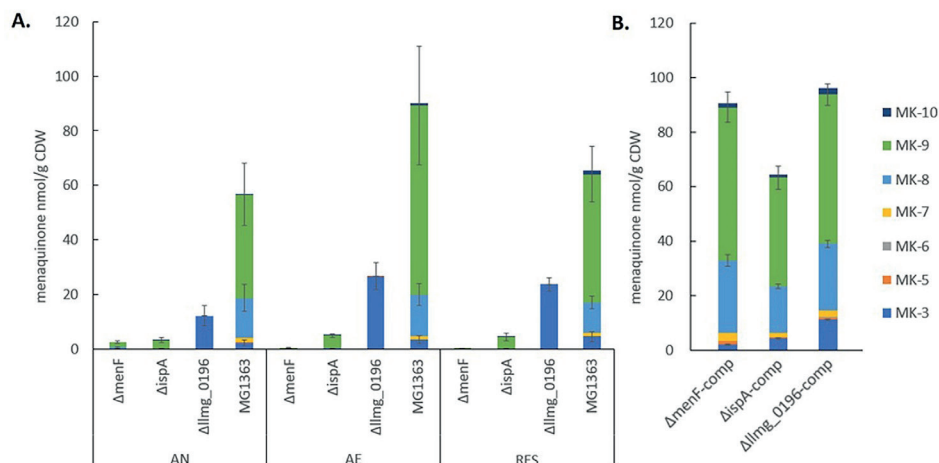 A.
120
100
80
60
40
20
0
menaquinone nmol/g CDW
ΔmenF
ΔispA
Δllmg_0196
MG1363
ΔmenF
ΔispA
Δllmg_0196
MG1363
ΔmenF
ΔispA
Δllmg_0196
MG1363
AN
AE
RES
B.
120
100
80
60
40
20
0
menaquinone nmol/g CDW
ΔmenF-comp
ΔispA-comp
Δllmg_0196-comp
MK-10
MK-9
MK-8
MK-7
MK-6
MK-5
MK-3